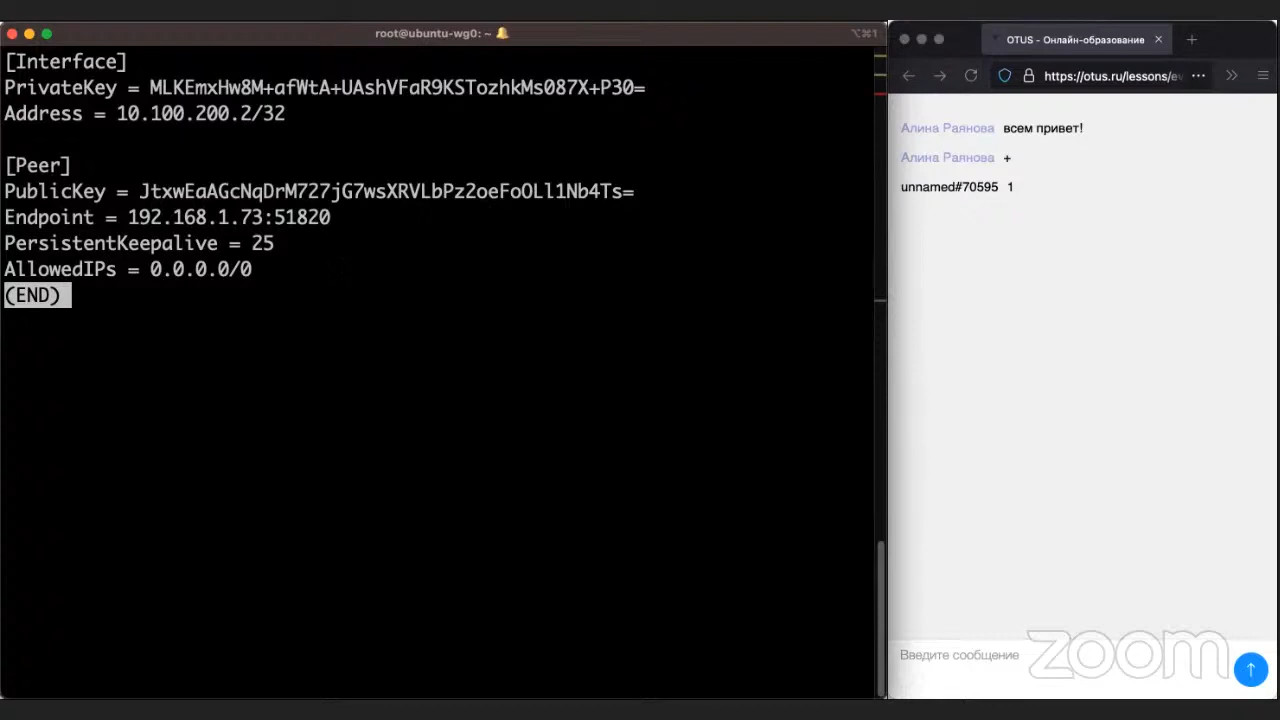 root@ubuntu-wg0: ~ 🔔
⌥⌘1
[Interface]
PrivateKey = MLKEmxHw8M+afWtA+UAshVFaR9KSTozhkMs087X+P30=
Address = 10.100.200.2/32
[Peer]
PublicKey = JtxwEaAGcNqDrM727jG7wsXRVLbPz2oeFoOLl1Nb4Ts=
Endpoint = 192.168.1.73:51820
PersistentKeepalive = 25
AllowedIPs = 0.0.0.0/0
(END)
OTUS - Онлайн-образование
https://otus.ru/lessons/ev
Алина Раянова всем привет!
Алина Раянова +
unnamed#70595 1
Введите сообщение
zoom